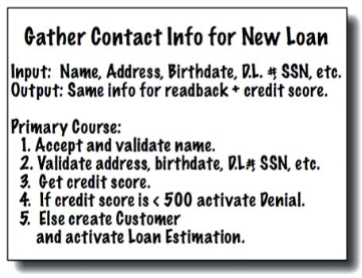 Gather Contact Info for New Loan
Input: Name, Address, Birthdate, D.L. #, SSN, etc.
Output: Same info for readback + credit score.
Primary Course:
1. Accept and validate name.
2. Validate address, birthdate, D.L.#, SSN, etc.
3. Get credit score.
4. If credit score is < 500 activate Denial.
5. Else create Customer
and activate Loan Estimation.